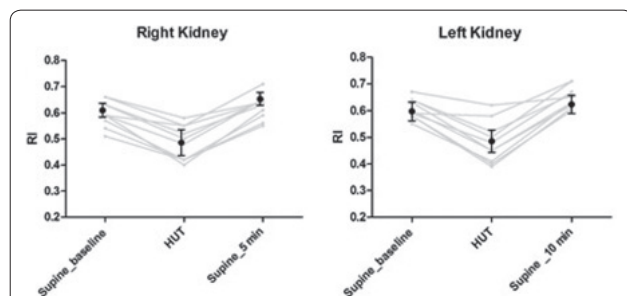 Right Kidney
0.8
0.7
0.6
0.5
0.4
0.3
0.2
RI
Supine_baseline
HUT
Supine_5 min
Left Kidney
0.8
0.7
0.6
0.5
0.4
0.3
0.2
RI
Supine_baseline
HUT
Supine_10 min